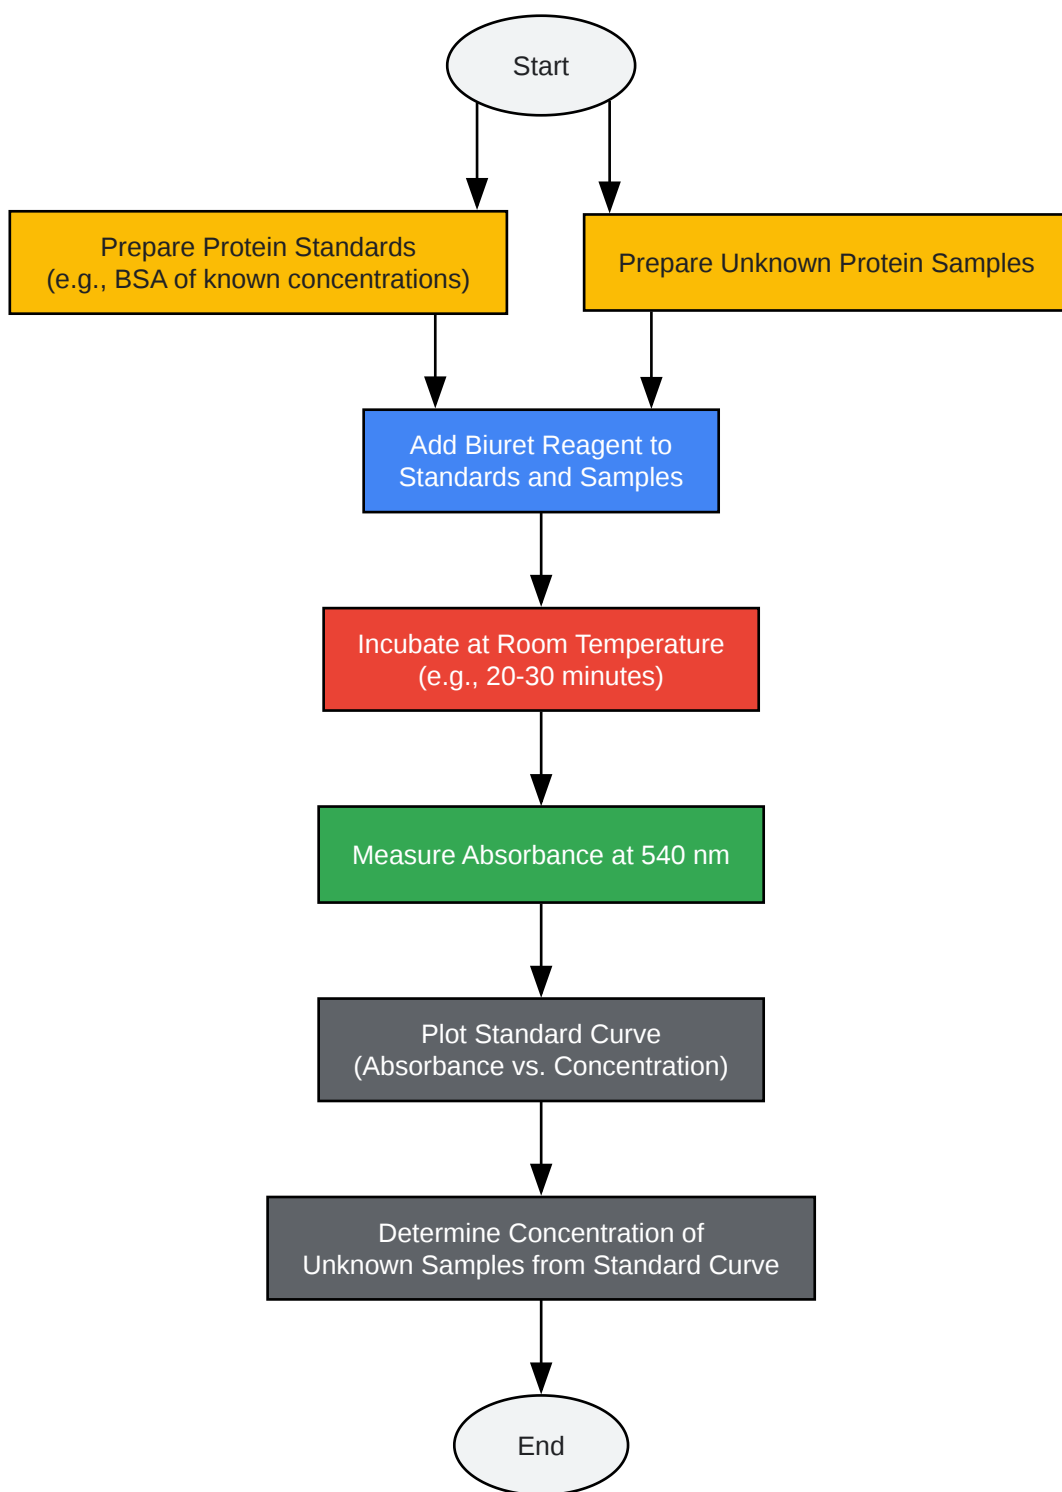 Start
Prepare Protein Standards
(e.g., BSA of known concentrations)
Prepare Unknown Protein Samples
Add Biuret Reagent to
Standards and Samples
Incubate at Room Temperature
(e.g., 20-30 minutes)
Measure Absorbance at 540 nm
Plot Standard Curve
(Absorbance vs. Concentration)
Determine Concentration of
Unknown Samples from Standard Curve
End